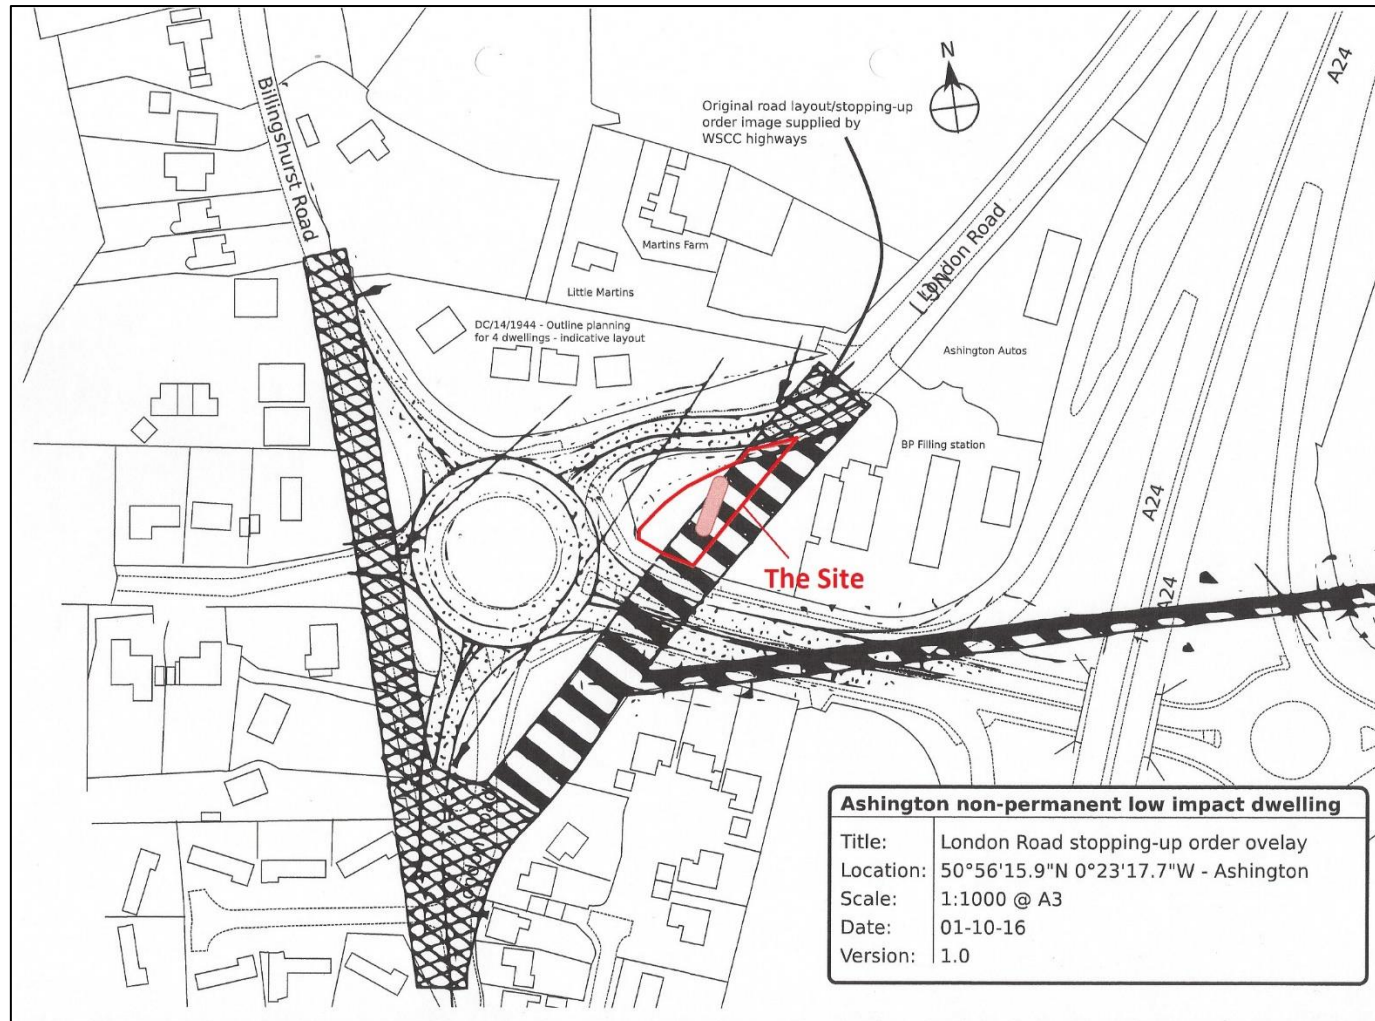 N
A24
Billingshurst Road
Original road layout/stopping-up
order image supplied by
WSCC highways
London Road
Martins Farm
Little Martins
DC/14/1944 - Outline planning
for 4 dwellings - indicative layout
Ashington Autos
BP Filling station
A24
The Site
A24
Ashington non-permanent low impact dwelling
Title: London Road stopping-up order ovelay
Location: 50°56'15.9"N 0°23'17.7"W - Ashington
Scale: 1:1000 @ A3
Date: 01-10-16
Version: 1.0